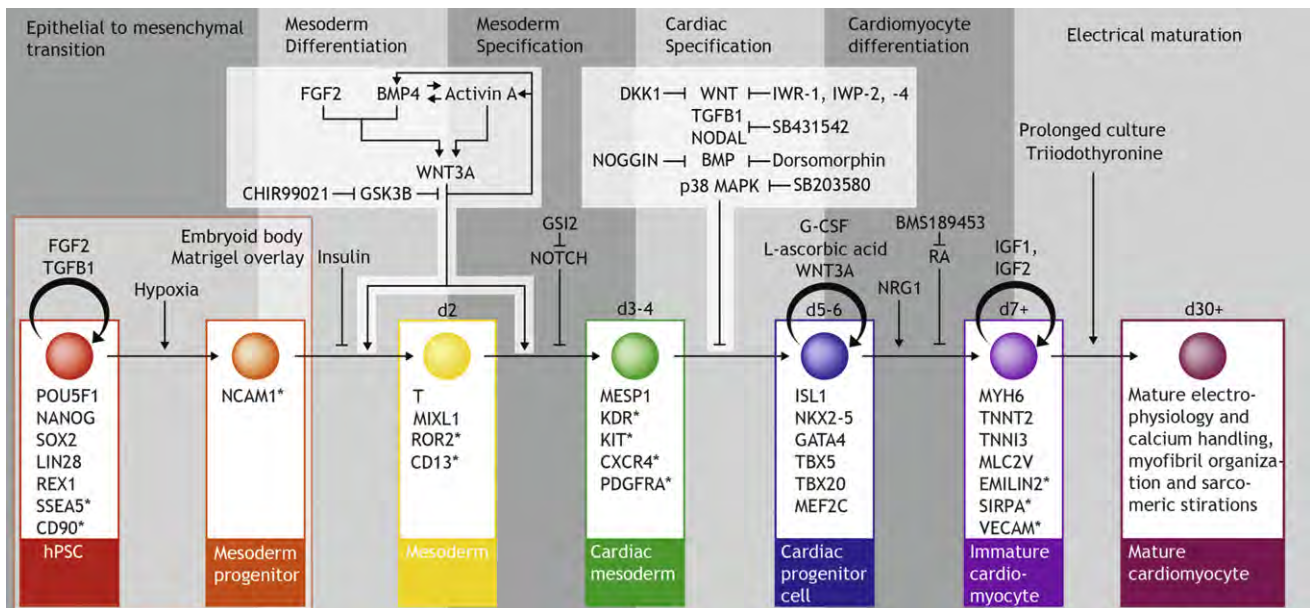 Epithelial to mesenchymal
transition
Mesoderm
Differentiation
Mesoderm
Specification
Cardiac
Specification
Cardiomyocyte
differentiation
Electrical maturation
FGF2
BMP4
Activin A
WNT3A
CHIR99021
GSK3B
DKK1
WNT
IWR-1, IWP-2, -4
TGFB1
NODAL
SB431542
NOGGIN
BMP
Dorsomorphin
p38 MAPK
SB203580
Prolonged culture
Triiodothyronine
FGF2
TGFB1
Hypoxia
Embryoid body
Matrigel overlay
Insulin
GSI2
NOTCH
G-CSF
L-ascorbic acid
WNT3A
NRG1
BMS189453
RA
IGF1,
IGF2
POU5F1
NANOG
SOX2
LIN28
REX1
SSEA5*
CD90*
hPSC
NCAM1*
Mesoderm
progenitor
d2
T
MIXL1
ROR2*
CD13*
Mesoderm
d3-4
MESP1
KDR*
KIT*
CXCR4*
PDGFRA*
Cardiac
mesoderm
d5-6
ISL1
NKX2-5
GATA4
TBX5
TBX20
MEF2C
Cardiac
progenitor
cell
d7+
MYH6
TNNT2
TNNI3
MLC2V
EMILIN2*
SIRPA*
VECAM*
Immature
cardio-
myocyte
d30+
Mature electro-
physiology and
calcium handling,
myofibril organiza-
tion and sarco-
meric stirations
Mature
cardiomyocyte